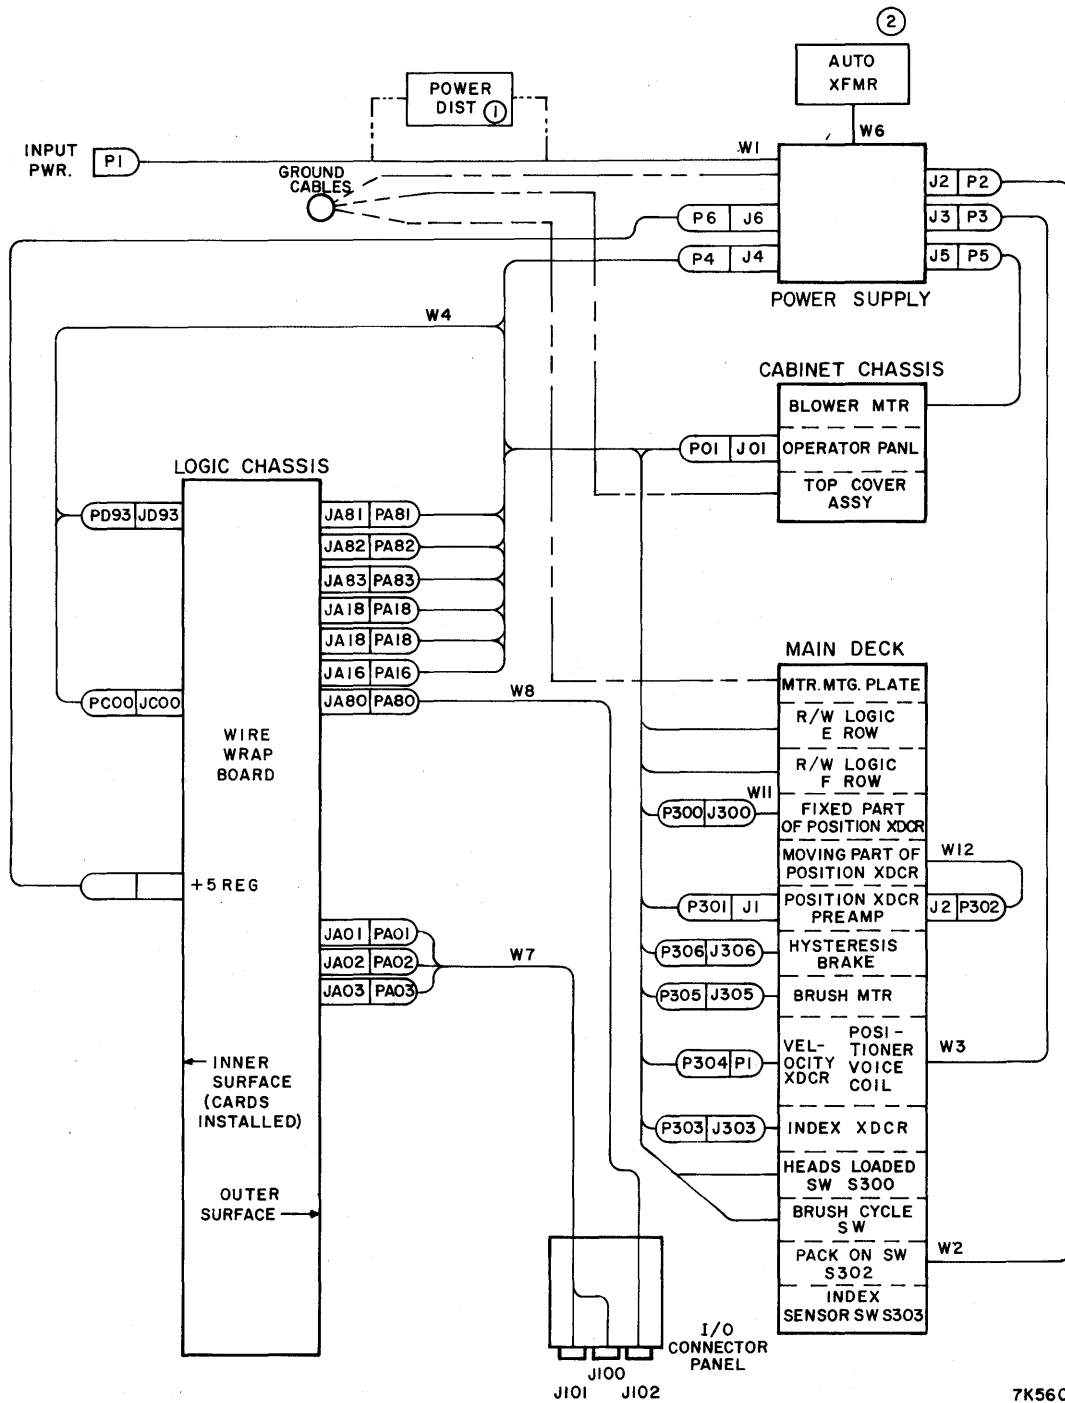 2
AUTO
XFMR
POWER
DIST 1
W6
INPUT
PWR.
P1
W1
GROUND
CABLES
J2 P2
P6 J6
J3 P3
P4 J4
J5 P5
POWER SUPPLY
W4
CABINET CHASSIS
BLOWER MTR
P01 J01 OPERATOR PANL
TOP COVER
ASSY
LOGIC CHASSIS
PD93 JD93
JA81 PA81
JA82 PA82
JA83 PA83
JA18 PA18
JA18 PA18
JA16 PA16
PC00 JC00
JA80 PA80
W8
WIRE
WRAP
BOARD
+5 REG
JA01 PA01
JA02 PA02
JA03 PA03
W7
INNER
SURFACE
(CARDS
INSTALLED)
OUTER
SURFACE
MAIN DECK
MTR. MTG. PLATE
R/W LOGIC
E ROW
R/W LOGIC
F ROW
W11
P300 J300
FIXED PART
OF POSITION XDCR
MOVING PART OF
POSITION XDCR
W12
P301 J1
POSITION XDCR
PREAMP
J2 P302
P306 J306
HYSTERESIS
BRAKE
P305 J305
BRUSH MTR
P304 P1
VEL-
OCITY
XDCR
POSI-
TIONER
VOICE
COIL
W3
P303 J303
INDEX XDCR
HEADS LOADED
SW S300
BRUSH CYCLE
SW
PACK ON SW
S302
W2
INDEX
SENSOR SW S303
I/O
CONNECTOR
PANEL
J100
J101 J102
7K56C